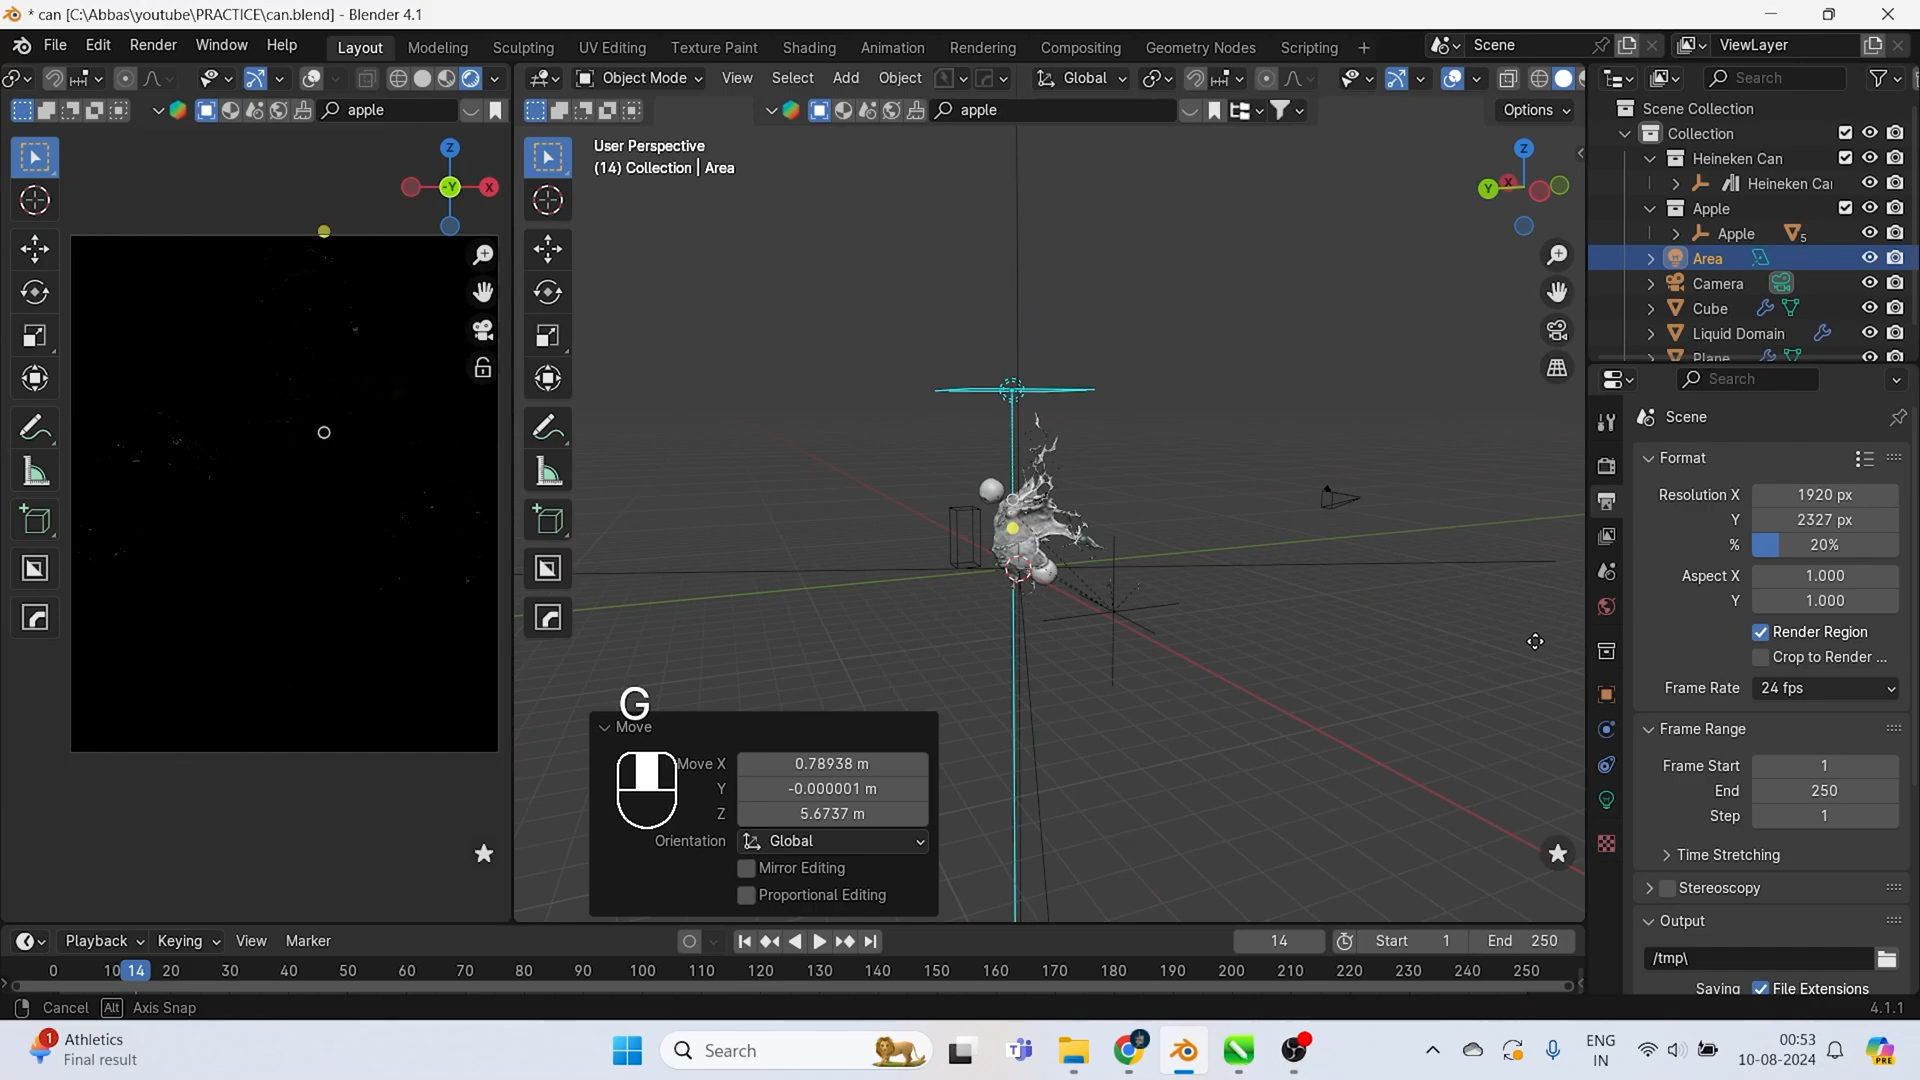 * can [C:\Abbas\youtube\PRACTICE\can.blend] - Blender 4.1
File Edit Render Window Help Layout Modeling Sculpting UV Editing Texture Paint Shading Animation Rendering Compositing Geometry Nodes Scripting + Scene ViewLayer
Object Mode View Select Add Object Global Search
apple apple Options
User Perspective
(14) Collection | Area
Z
-Y X
Z
Y X
Scene Collection
Collection
Heineken Can
Heineken Ca
Apple
Apple 5
Area
Camera
Cube
Liquid Domain
Plane
Search
Scene
Format
Resolution X 1920 px
Y 2327 px
% 20%
Aspect X 1.000
Y 1.000
Render Region
Crop to Render ...
Frame Rate 24 fps
Frame Range
Frame Start 1
End 250
Step 1
Time Stretching
Stereoscopy
Output
/tmp\
Saving File Extensions
G
Move
Move X 0.78938 m
Y -0.000001 m
Z 5.6737 m
Orientation Global
Mirror Editing
Proportional Editing
Playback Keying View Marker 14 Start 1 End 250
0 10 14 20 30 40 50 60 70 80 90 100 110 120 130 140 150 160 170 180 190 200 210 220 230 240 250
Cancel Alt Axis Snap 4.1.1
1 Athletics
Final result
Search
ENG
IN
00:53
10-08-2024
PRE